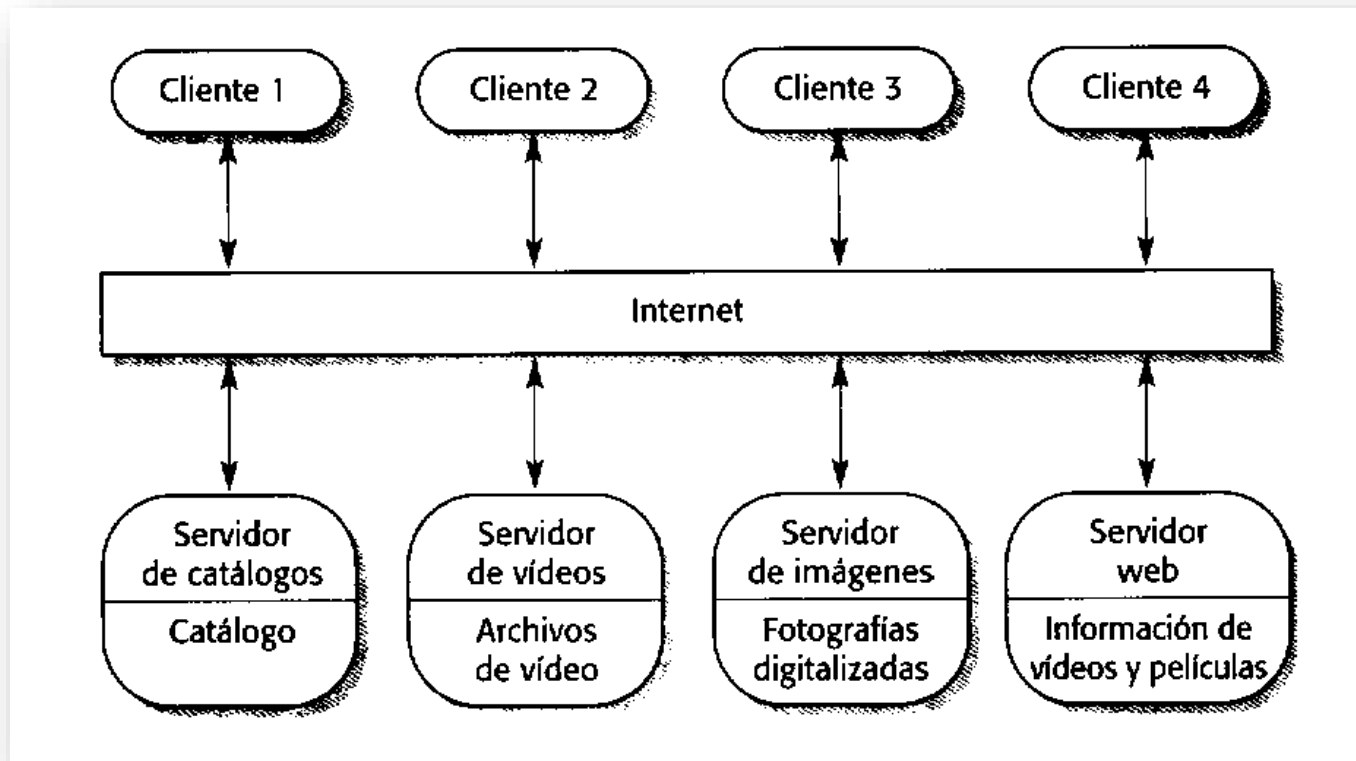 Cliente 1
Cliente 2
Cliente 3
Cliente 4
Internet
Servidor
de catálogos
Catálogo
Servidor
de vídeos
Archivos
de vídeo
Servidor
de imágenes
Fotografías
digitalizadas
Servidor
web
Información de
vídeos y películas